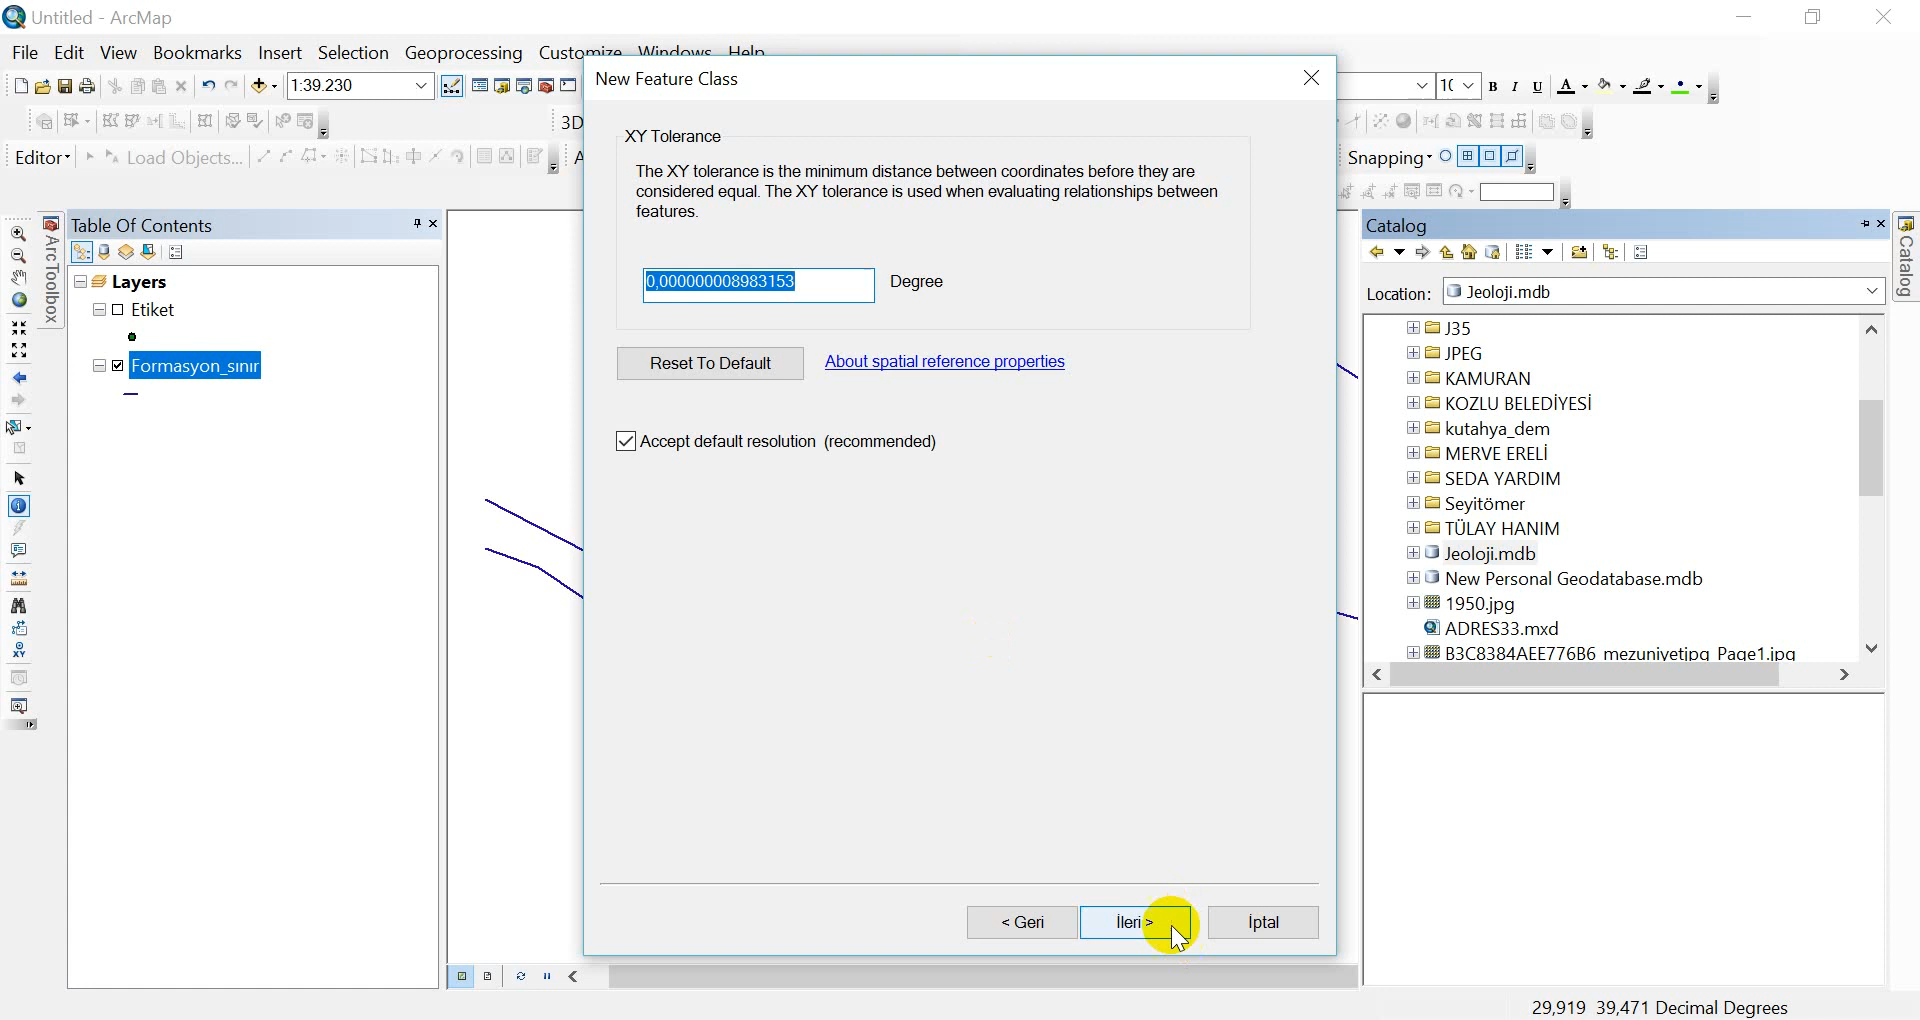 Untitled - ArcMap
File Edit View Bookmarks Insert Selection Geoprocessing Customize Windows Help
1:39.230
B I U A
3D
Editor Load Objects...
Snapping
ArcToolbox
Table Of Contents
Layers
Etiket
Formasyon_sınır
New Feature Class
XY Tolerance
The XY tolerance is the minimum distance between coordinates before they are
considered equal. The XY tolerance is used when evaluating relationships between
features.
0,000000008983153 Degree
Reset To Default About spatial reference properties
Accept default resolution (recommended)
< Geri İleri > İptal
Catalog
Location: Jeoloji.mdb
J35
JPEG
KAMURAN
KOZLU BELEDİYESİ
kutahya_dem
MERVE ERELİ
SEDA YARDIM
Seyitömer
TÜLAY HANIM
Jeoloji.mdb
New Personal Geodatabase.mdb
1950.jpg
ADRES33.mxd
B3C8384AEE776B6_mezuniyetjpg_Page1.jpg
Catalog
29,919 39,471 Decimal Degrees